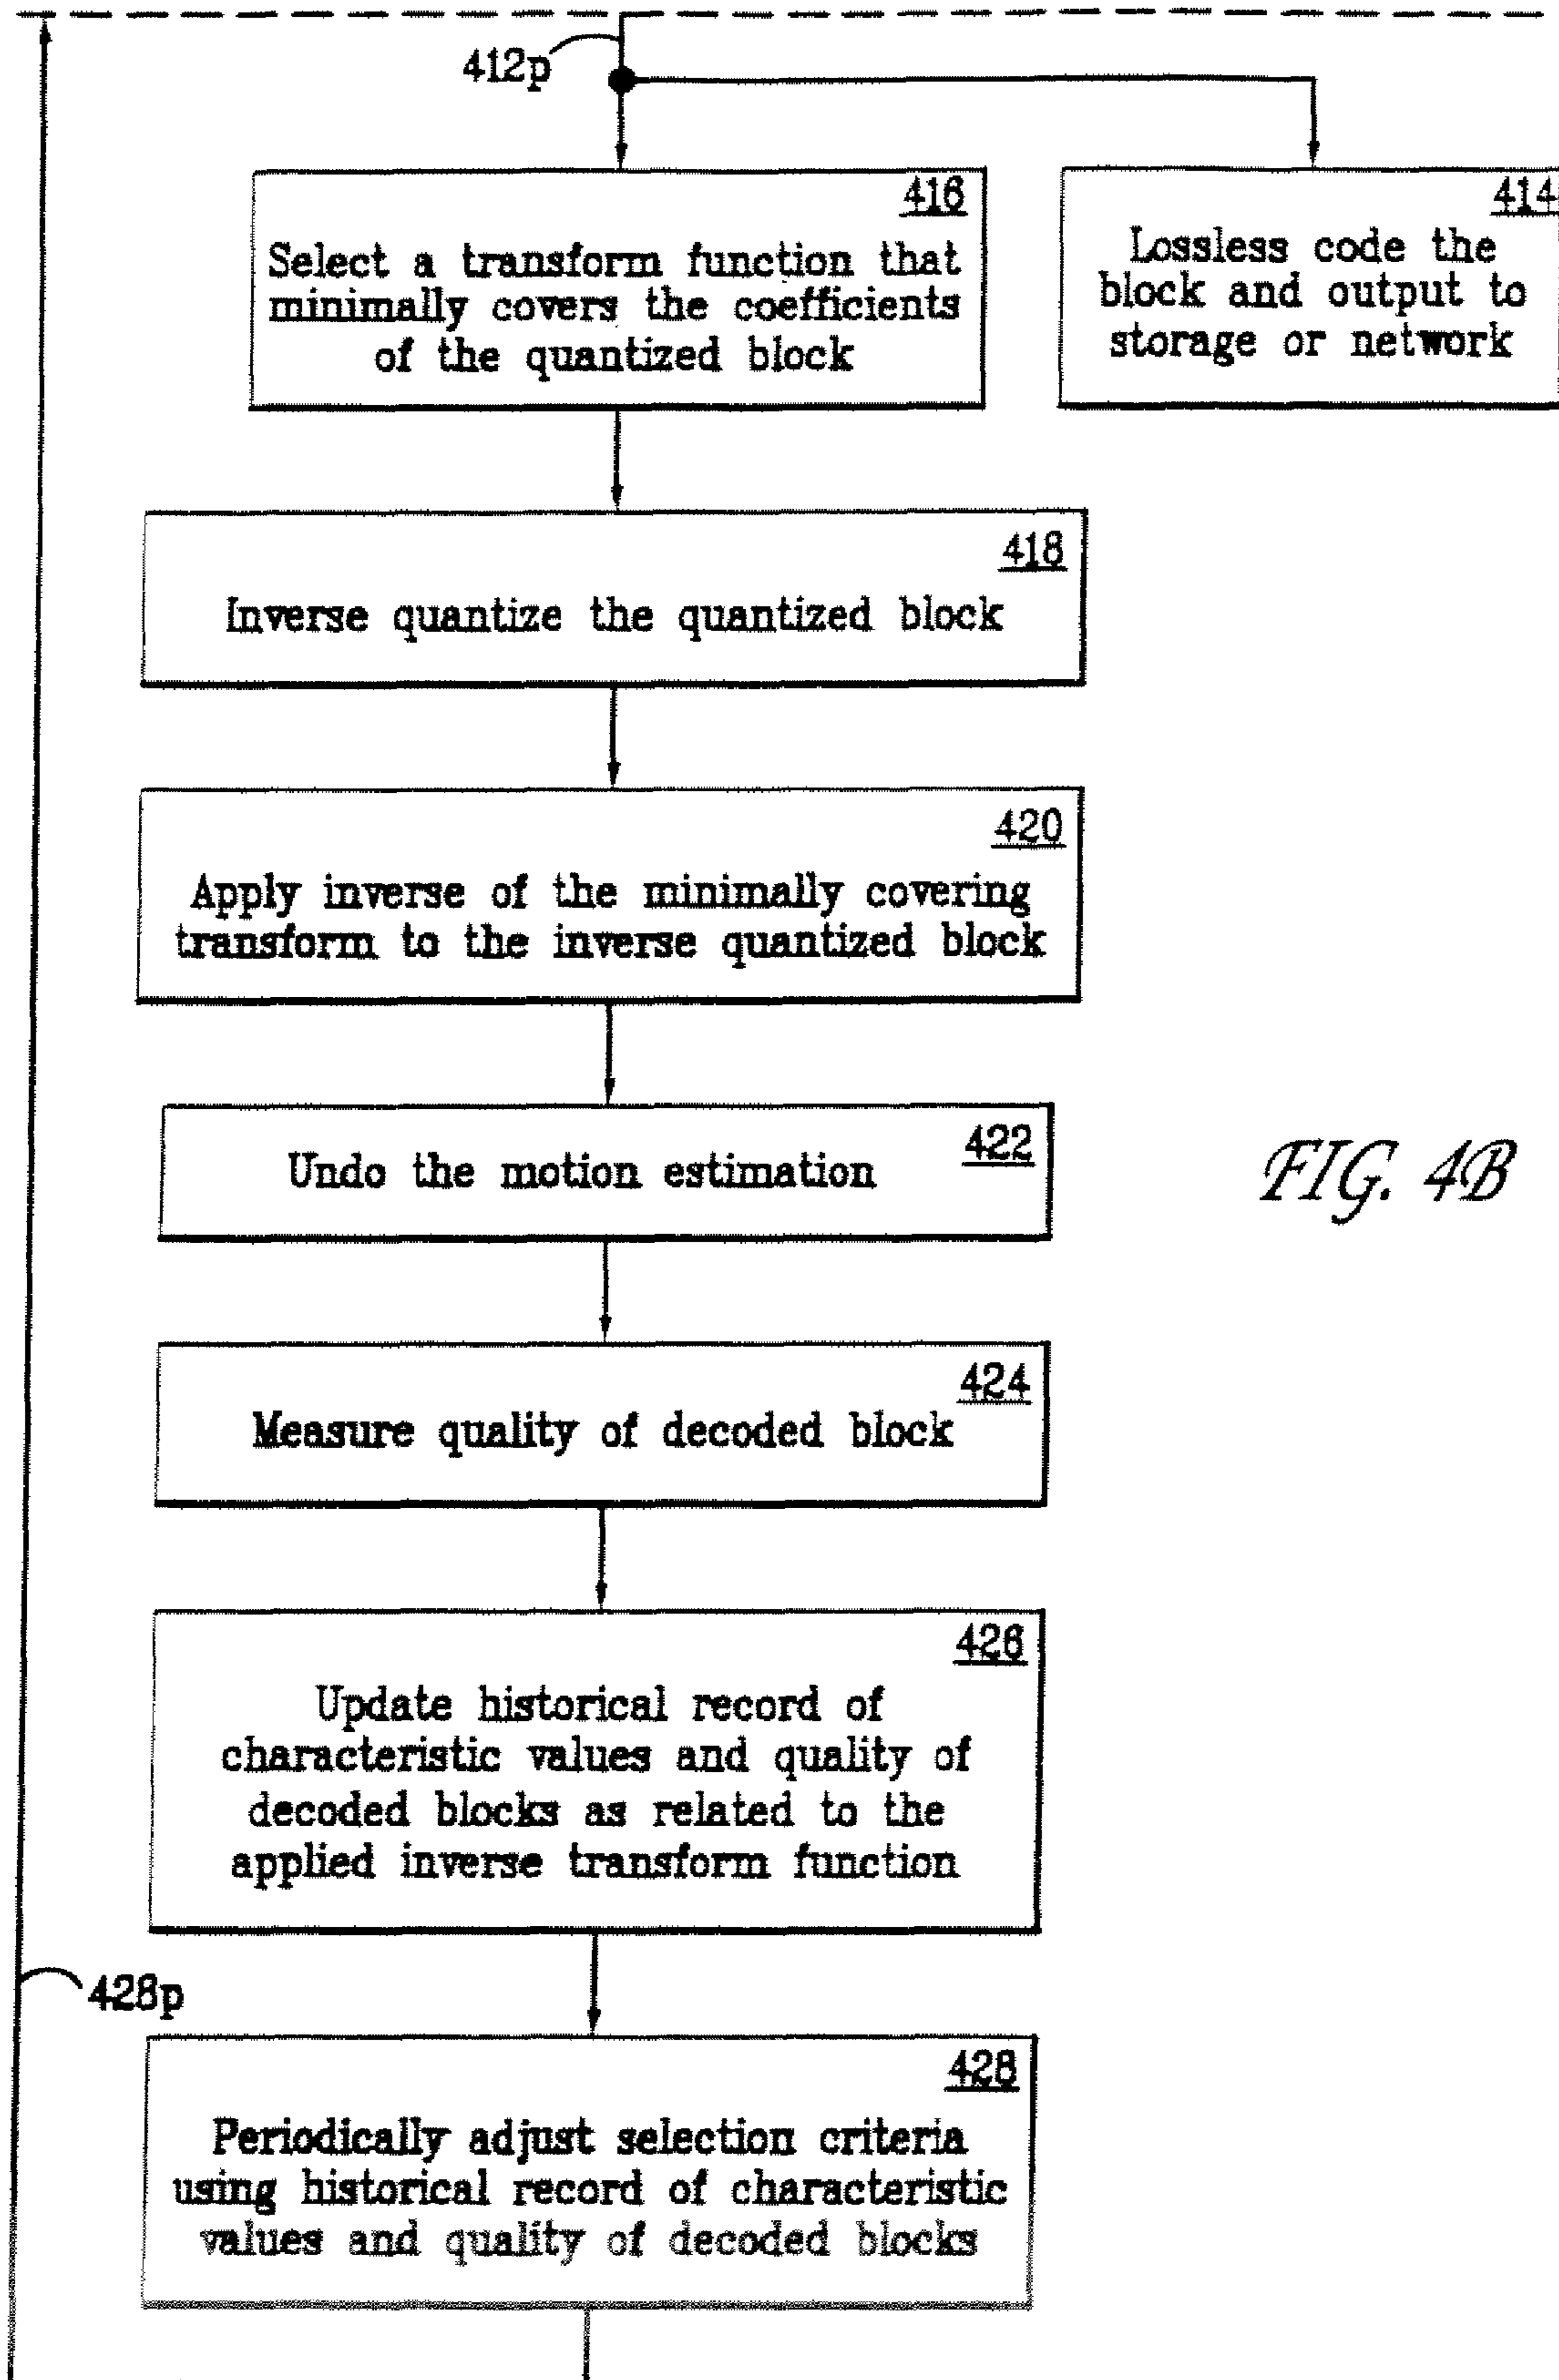 412p
416
Select a transform function that
minimally covers the coefficients
of the quantized block
414
Lossless code the
block and output to
storage or network
418
Inverse quantize the quantized block
420
Apply inverse of the minimally covering
transform to the inverse quantized block
422
Undo the motion estimation
FIG. 4B
424
Measure quality of decoded block
426
Update historical record of
characteristic values and quality of
decoded blocks as related to the
applied inverse transform function
428p
428
Periodically adjust selection criteria
using historical record of characteristic
values and quality of decoded blocks